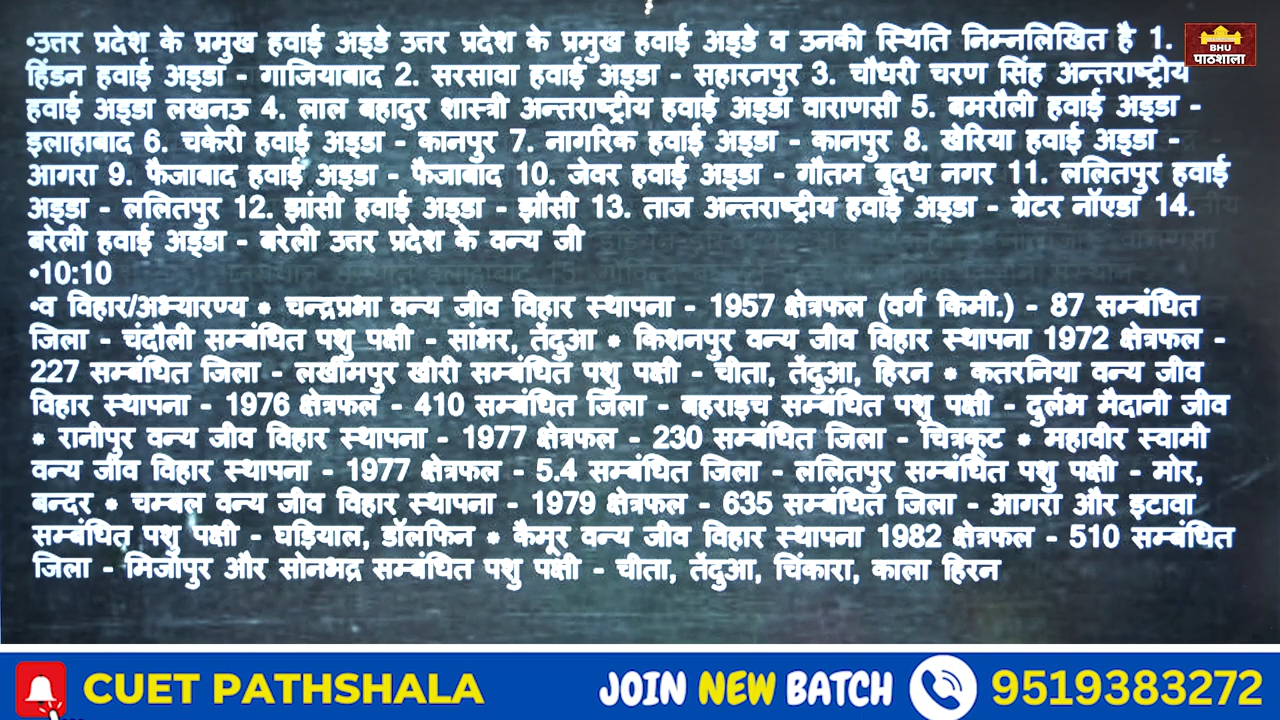 •उत्तर प्रदेश के प्रमुख हवाई अड्डे उत्तर प्रदेश के प्रमुख हवाई अड्डे व उनकी स्थिति निम्नलिखित है 1.
हिंडन हवाई अड्डा - गाजियाबाद 2. सरसावा हवाई अड्डा - सहारनपुर 3. चौधरी चरण सिंह अन्तराष्ट्रीय
हवाई अड्डा लखनऊ 4. लाल बहादुर शास्त्री अन्तराष्ट्रीय हवाई अड्डा वाराणसी 5. बमरौली हवाई अड्डा -
इलाहाबाद 6. चकेरी हवाई अड्डा - कानपुर 7. नागरिक हवाई अड्डा - कानपुर 8. खेरिया हवाई अड्डा -
आगरा 9. फैजाबाद हवाई अड्डा - फैजाबाद 10. जेवर हवाई अड्डा - गौतम बुद्ध नगर 11. ललितपुर हवाई
अड्डा - ललितपुर 12. झांसी हवाई अड्डा - झौसी 13. ताज अन्तराष्ट्रीय हवाई अड्डा - ग्रेटर नॉएडा 14.
बरेली हवाई अड्डा - बरेली उत्तर प्रदेश के वन्य जी
•10:10
•व विहार/अभ्यारण्य * चन्द्रप्रभा वन्य जीव विहार स्थापना - 1957 क्षेत्रफल (वर्ग किमी.) - 87 सम्बंधित
जिला - चंदौली सम्बंधित पशु पक्षी - सांभर, तेंदुआ * किशनपुर वन्य जीव विहार स्थापना 1972 क्षेत्रफल -
227 सम्बंधित जिला - लखीमपुर खीरी सम्बंधित पशु पक्षी - चीता, तेंदुआ, हिरन * कतरनिया वन्य जीव
विहार स्थापना - 1976 क्षेत्रफल - 410 सम्बंधित जिला - बहराइच सम्बंधित पशु पक्षी - दुर्लभ मैदानी जीव
* रानीपुर वन्य जीव विहार स्थापना - 1977 क्षेत्रफल - 230 सम्बंधित जिला - चित्रकूट * महावीर स्वामी
वन्य जीव विहार स्थापना - 1977 क्षेत्रफल - 5.4 सम्बंधित जिला - ललितपुर सम्बंधित पशु पक्षी - मोर,
बन्दर * चम्बल वन्य जीव विहार स्थापना - 1979 क्षेत्रफल - 635 सम्बंधित जिला - आगरा और इटावा
सम्बंधित पशु पक्षी - घड़ियाल, डॉलफिन * कैमूर वन्य जीव विहार स्थापना 1982 क्षेत्रफल - 510 सम्बंधित
जिला - मिर्जापुर और सोनभद्र सम्बंधित पशु पक्षी - चीता, तेंदुआ, चिंकारा, काला हिरन
BHU
पाठशाला
CUET PATHSHALA JOIN NEW BATCH 9519383272